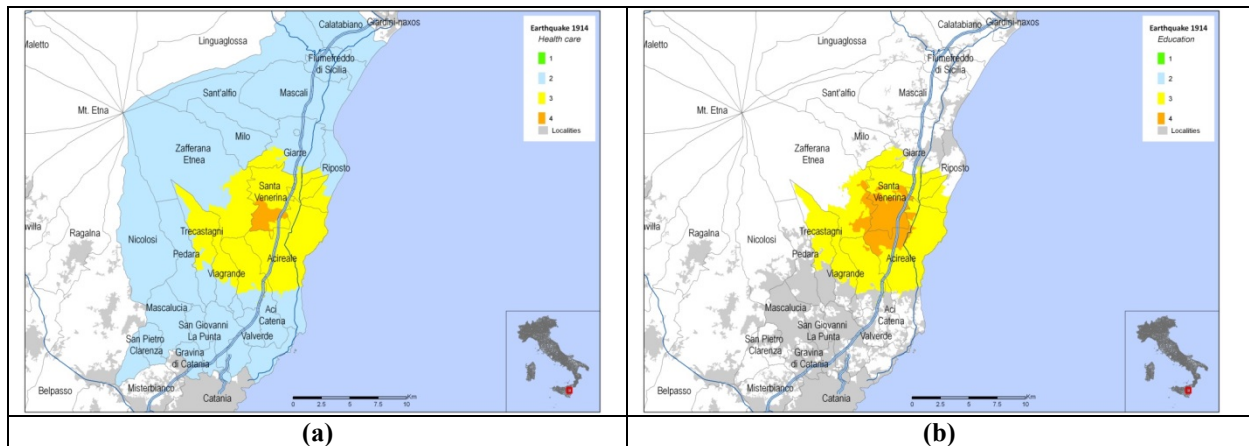 Calatabiano
Giardini-naxos
Earthquake 1914
Health care
1
2
3
4
Localities
Maletto
Linguaglossa
Fiumefreddo
di Sicilia
Sant'alfio
Mascali
Mt. Etna
Milo
Zafferana
Etnea
Giarre
Riposto
Santa
Venerina
Ragalna
Nicolosi
Trecastagni
Pedara
Acireale
Viagrande
Mascalucia
San Giovanni
La Punta
Aci
Catena
San Pietro
Clarenza
Valverde
Gravina
di Catania
Belpasso
Misterbianco
Catania
0 2,5 5 7,5 10
Km
(a)
Calatabiano
Giardini-naxos
Earthquake 1914
Education
1
2
3
4
Localities
Maletto
Linguaglossa
Fiumefreddo
di Sicilia
Sant'alfio
Mascali
Mt. Etna
Milo
Zafferana
Etnea
Giarre
Riposto
Santa
Venerina
Ragalna
Nicolosi
Trecastagni
Pedara
Acireale
Viagrande
Mascalucia
San Giovanni
La Punta
Aci
Catena
San Pietro
Clarenza
Valverde
Gravina
di Catania
Belpasso
Misterbianco
Catania
0 2,5 5 7,5 10
Km
(b)